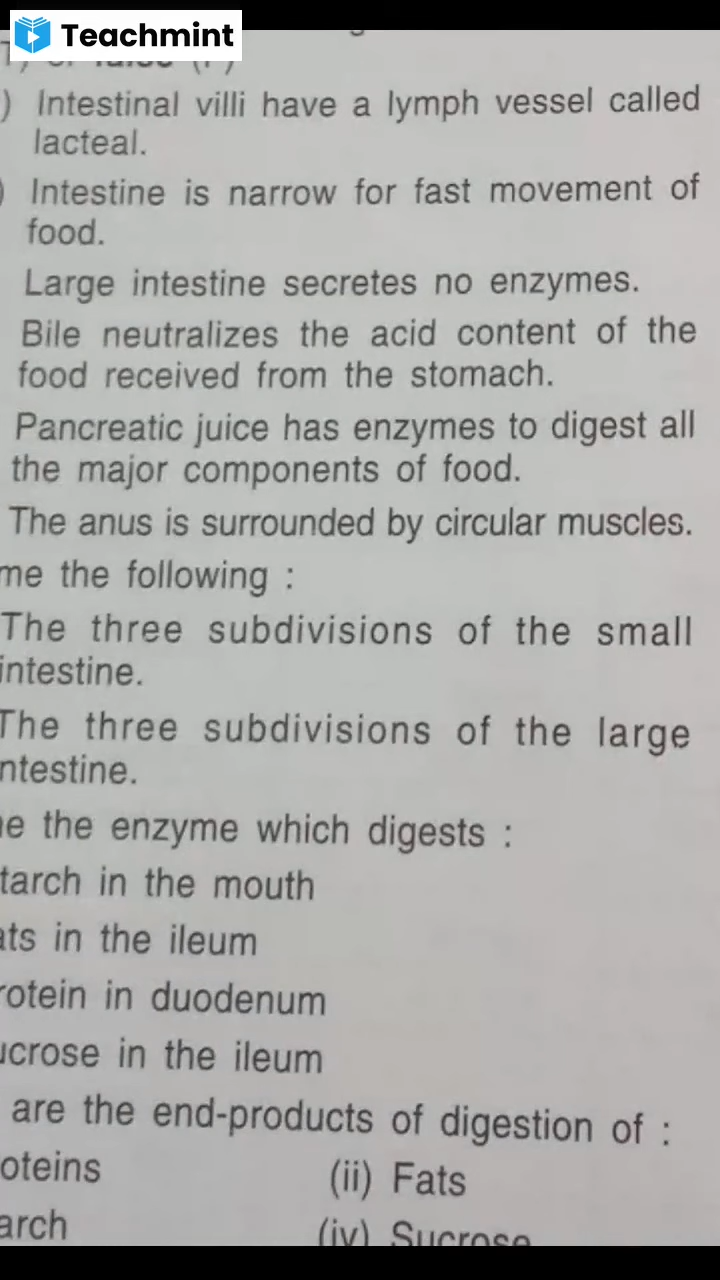 Teachmint
) Intestinal villi have a lymph vessel called
lacteal.
) Intestine is narrow for fast movement of
food.
Large intestine secretes no enzymes.
Bile neutralizes the acid content of the
food received from the stomach.
Pancreatic juice has enzymes to digest all
the major components of food.
The anus is surrounded by circular muscles.
me the following :
The three subdivisions of the small
intestine.
The three subdivisions of the large
ntestine.
e the enzyme which digests :
tarch in the mouth
ats in the ileum
rotein in duodenum
ucrose in the ileum
are the end-products of digestion of :
oteins (ii) Fats
arch (iv) Sucrose